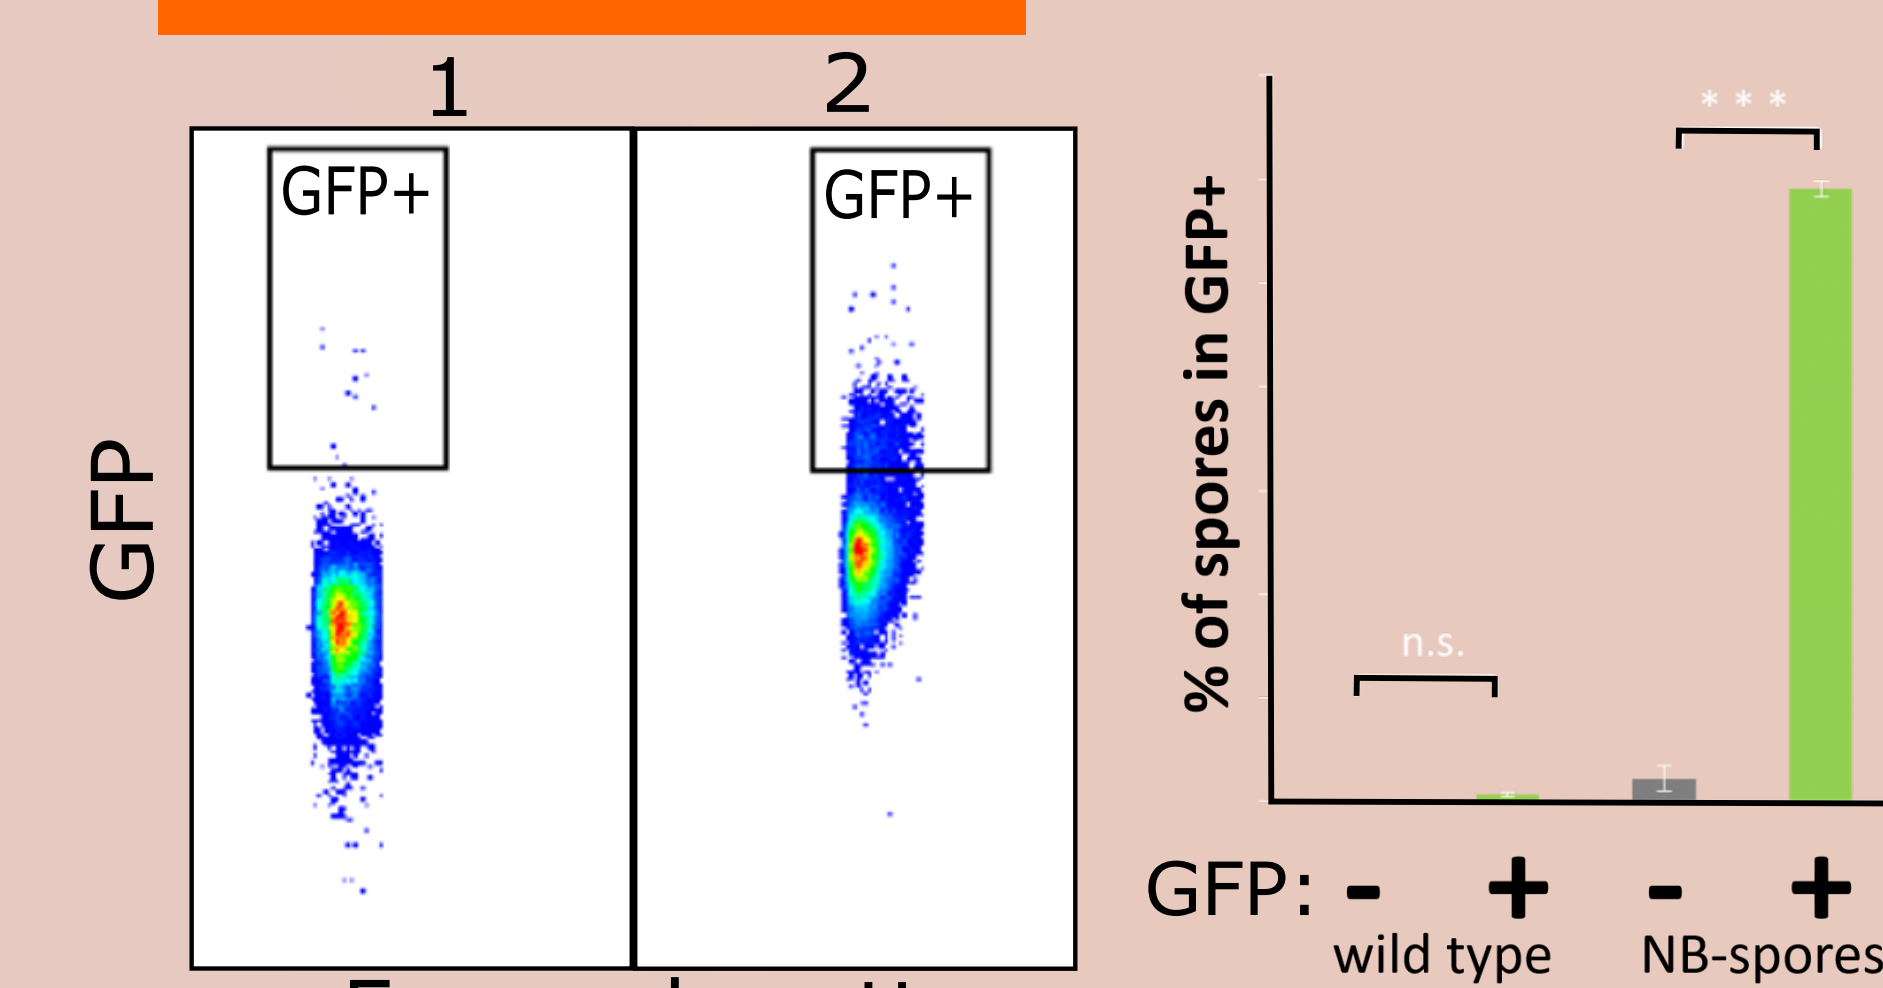 1
2
GFP+
GFP+
GFP
% of spores in GFP+
* * *
n.s.
GFP: - + - +
wild type
NB-spores